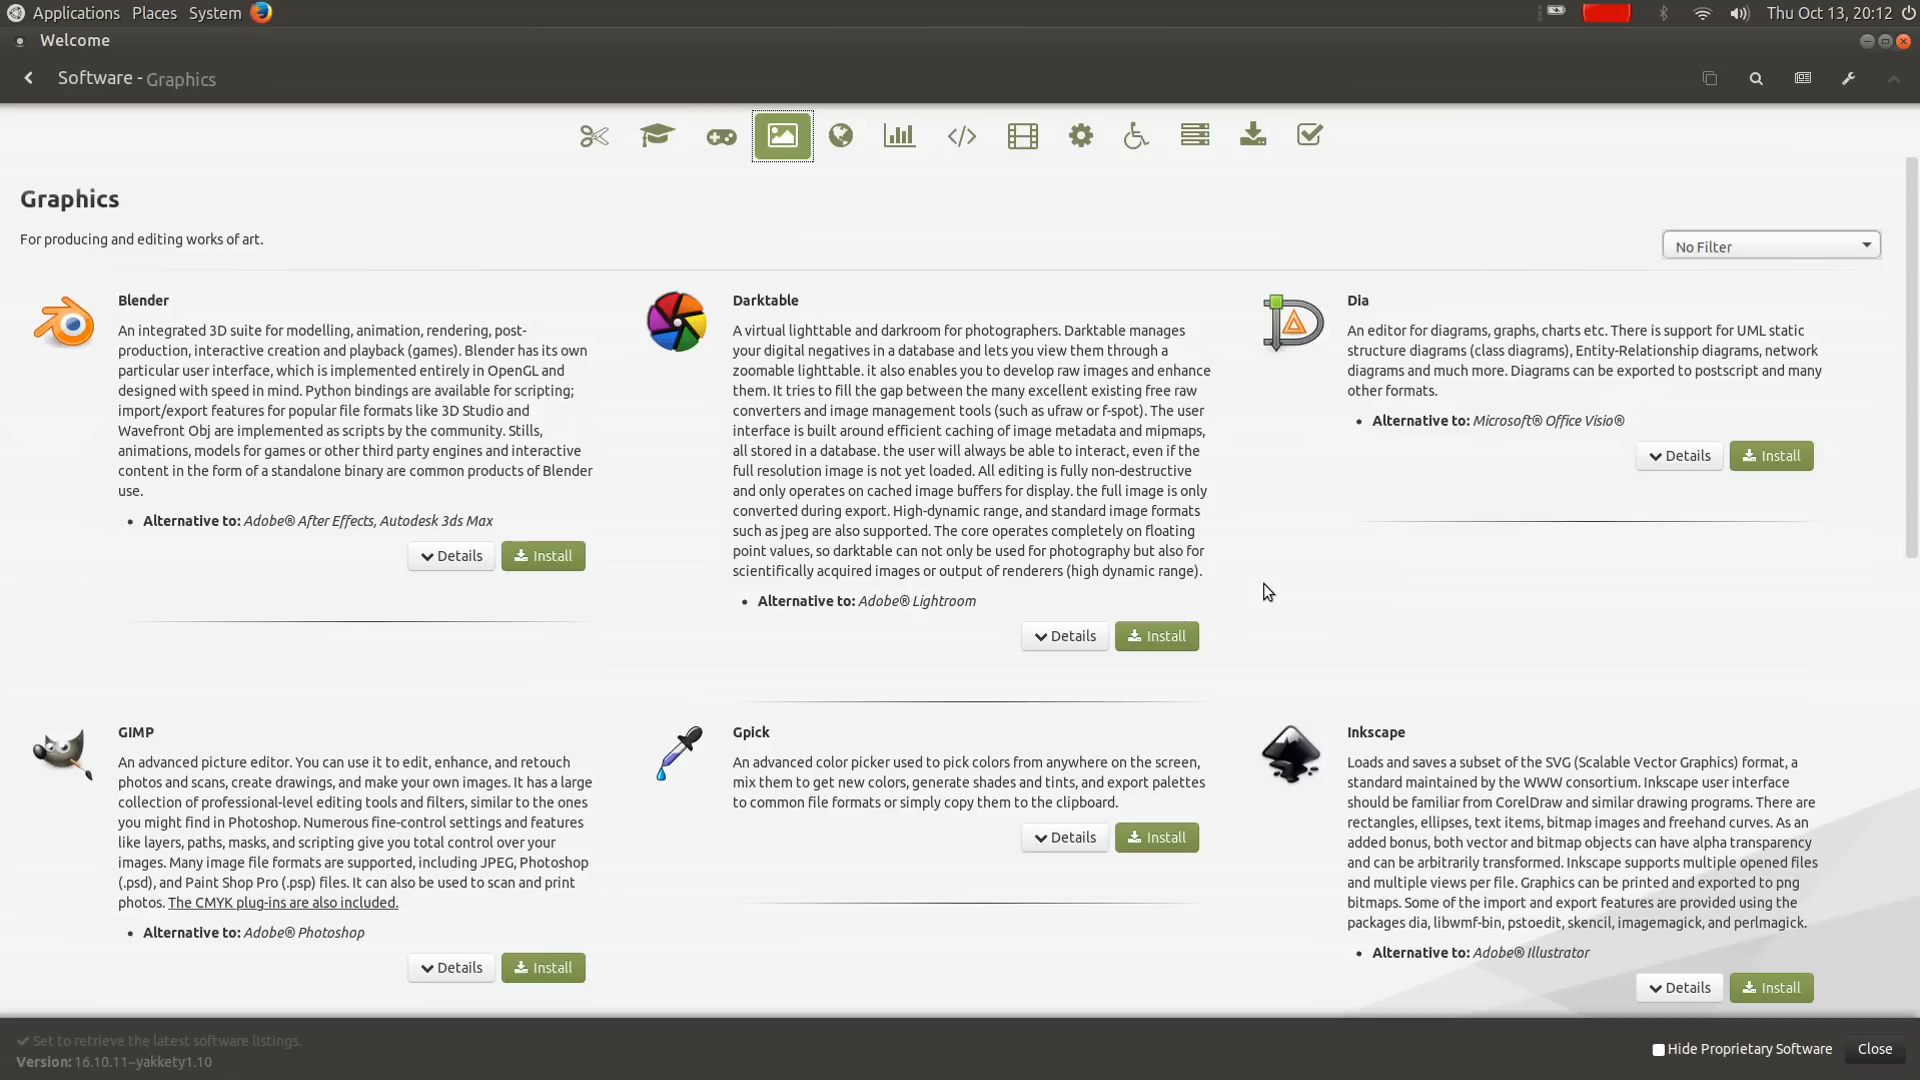 Applications Places System Thu Oct 13, 20:12
Welcome
Software - Graphics
Graphics
For producing and editing works of art.
No Filter
Blender
An integrated 3D suite for modelling, animation, rendering, post-
production, interactive creation and playback (games). Blender has its own
particular user interface, which is implemented entirely in OpenGL and
designed with speed in mind. Python bindings are available for scripting;
import/export features for popular file formats like 3D Studio and
Wavefront Obj are implemented as scripts by the community. Stills,
animations, models for games or other third party engines and interactive
content in the form of a standalone binary are common products of Blender
use.
• Alternative to: Adobe® After Effects, Autodesk 3ds Max
Details Install
Darktable
A virtual lighttable and darkroom for photographers. Darktable manages
your digital negatives in a database and lets you view them through a
zoomable lighttable. it also enables you to develop raw images and enhance
them. It tries to fill the gap between the many excellent existing free raw
converters and image management tools (such as ufraw or f-spot). The user
interface is built around efficient caching of image metadata and mipmaps,
all stored in a database. the user will always be able to interact, even if the
full resolution image is not yet loaded. All editing is fully non-destructive
and only operates on cached image buffers for display. the full image is only
converted during export. High-dynamic range, and standard image formats
such as jpeg are also supported. The core operates completely on floating
point values, so darktable can not only be used for photography but also for
scientifically acquired images or output of renderers (high dynamic range).
• Alternative to: Adobe® Lightroom
Details Install
Dia
An editor for diagrams, graphs, charts etc. There is support for UML static
structure diagrams (class diagrams), Entity-Relationship diagrams, network
diagrams and much more. Diagrams can be exported to postscript and many
other formats.
• Alternative to: Microsoft® Office Visio®
Details Install
GIMP
An advanced picture editor. You can use it to edit, enhance, and retouch
photos and scans, create drawings, and make your own images. It has a large
collection of professional-level editing tools and filters, similar to the ones
you might find in Photoshop. Numerous fine-control settings and features
like layers, paths, masks, and scripting give you total control over your
images. Many image file formats are supported, including JPEG, Photoshop
(.psd), and Paint Shop Pro (.psp) files. It can also be used to scan and print
photos. The CMYK plug-ins are also included.
• Alternative to: Adobe® Photoshop
Details Install
Gpick
An advanced color picker used to pick colors from anywhere on the screen,
mix them to get new colors, generate shades and tints, and export palettes
to common file formats or simply copy them to the clipboard.
Details Install
Inkscape
Loads and saves a subset of the SVG (Scalable Vector Graphics) format, a
standard maintained by the WWW consortium. Inkscape user interface
should be familiar from CorelDraw and similar drawing programs. There are
rectangles, ellipses, text items, bitmap images and freehand curves. As an
added bonus, both vector and bitmap objects can have alpha transparency
and can be arbitrarily transformed. Inkscape supports multiple opened files
and multiple views per file. Graphics can be printed and exported to png
bitmaps. Some of the import and export features are provided using the
packages dia, libwmf-bin, pstoedit, skencil, imagemagick, and perlmagick.
• Alternative to: Adobe® Illustrator
Details Install
Set to retrieve the latest software listings.
Version: 16.10.11~yakkety1.10
Hide Proprietary Software Close